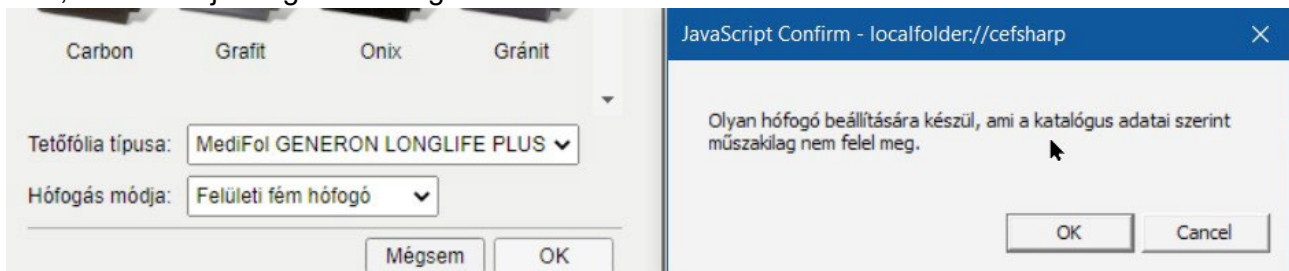 Carbon Grafit Onix Gránit
Tetőfólia típusa: MediFol GENERON LONGLIFE PLUS
Hófogás módja: Felületi fém hófogó
Mégsem OK
JavaScript Confirm - localfolder://cefsharp
Olyan hófogó beállítására készül, ami a katalógus adatai szerint
műszakilag nem felel meg.
OK Cancel